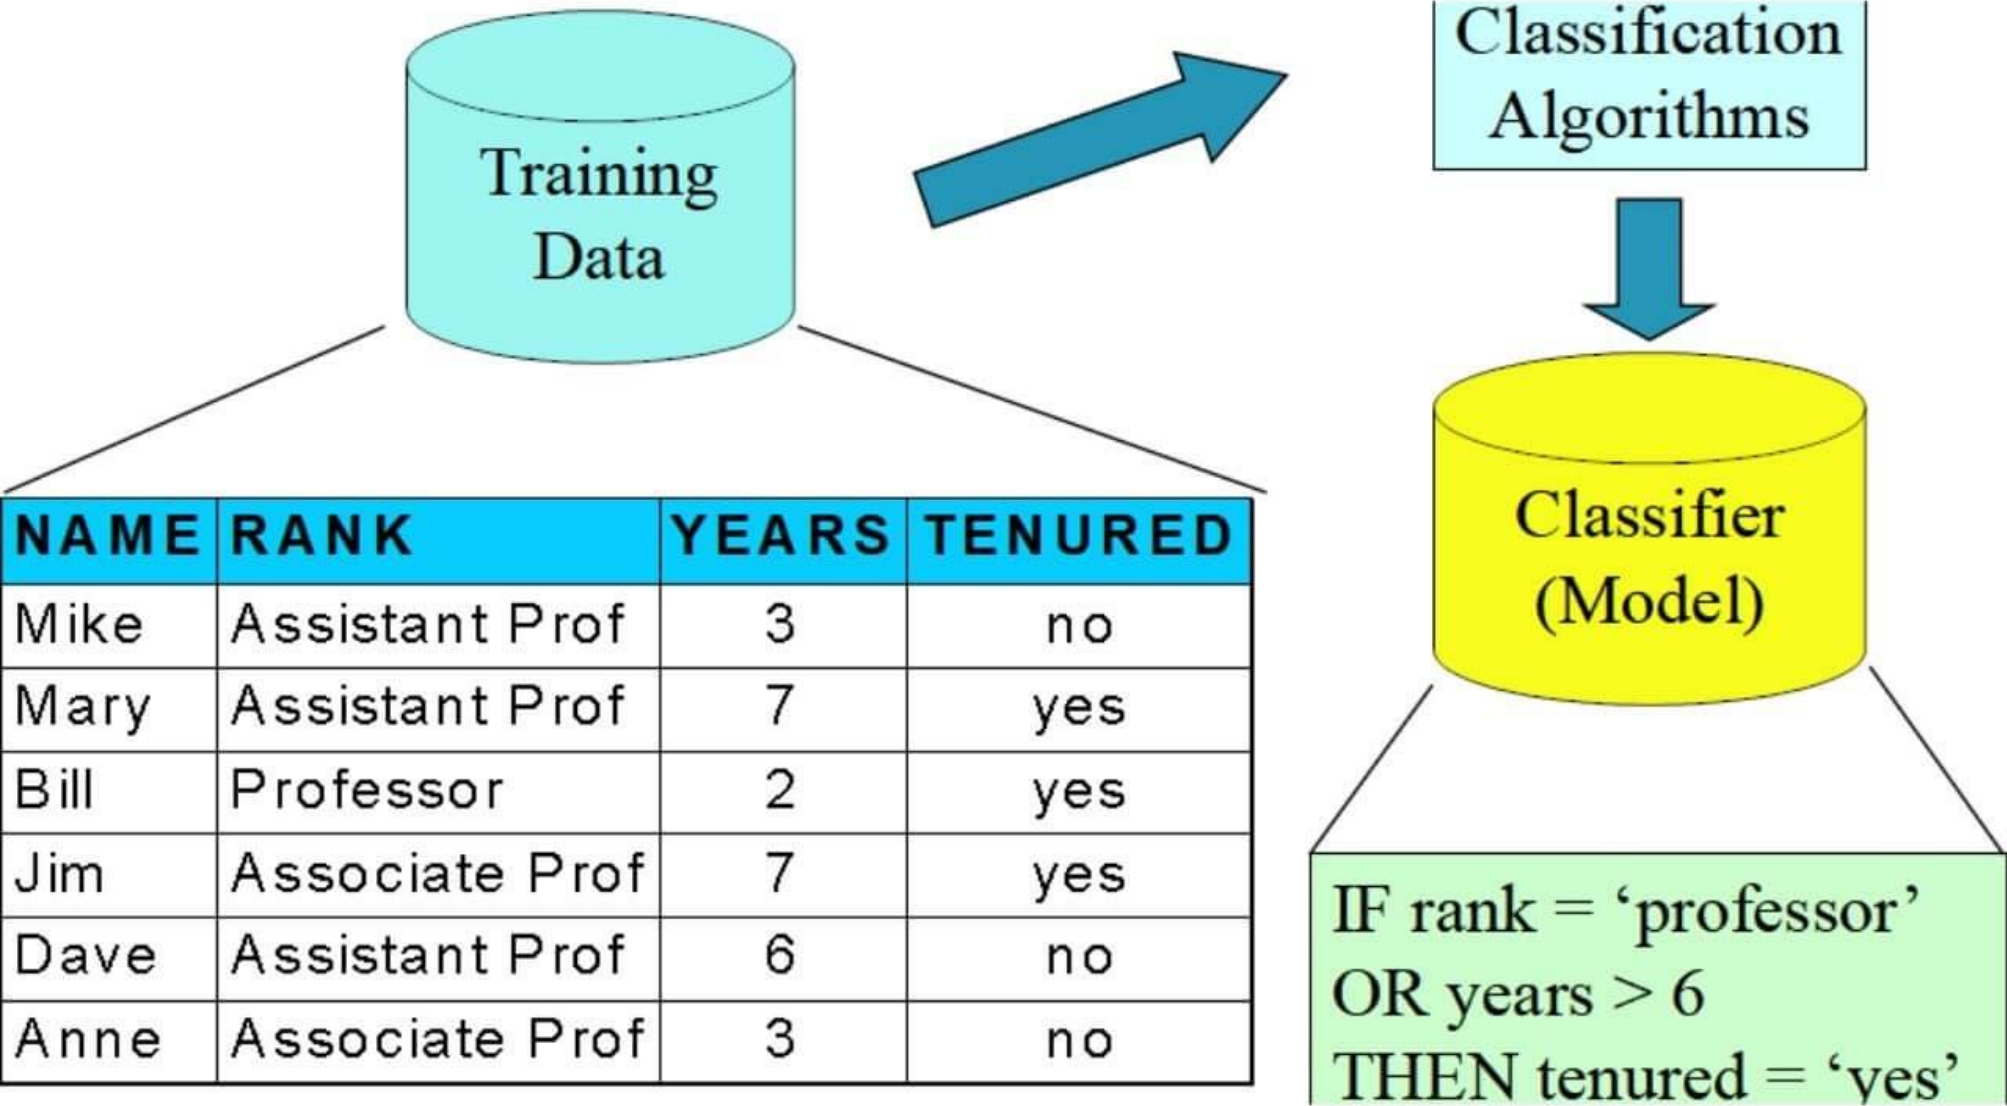 Training
Data
Classification
Algorithms
Classifier
(Model)
NAME RANK YEARS TENURED
Mike Assistant Prof 3 no
Mary Assistant Prof 7 yes
Bill Professor 2 yes
Jim Associate Prof 7 yes
Dave Assistant Prof 6 no
Anne Associate Prof 3 no
IF rank = ‘professor’
OR years > 6
THEN tenured = ‘yes’